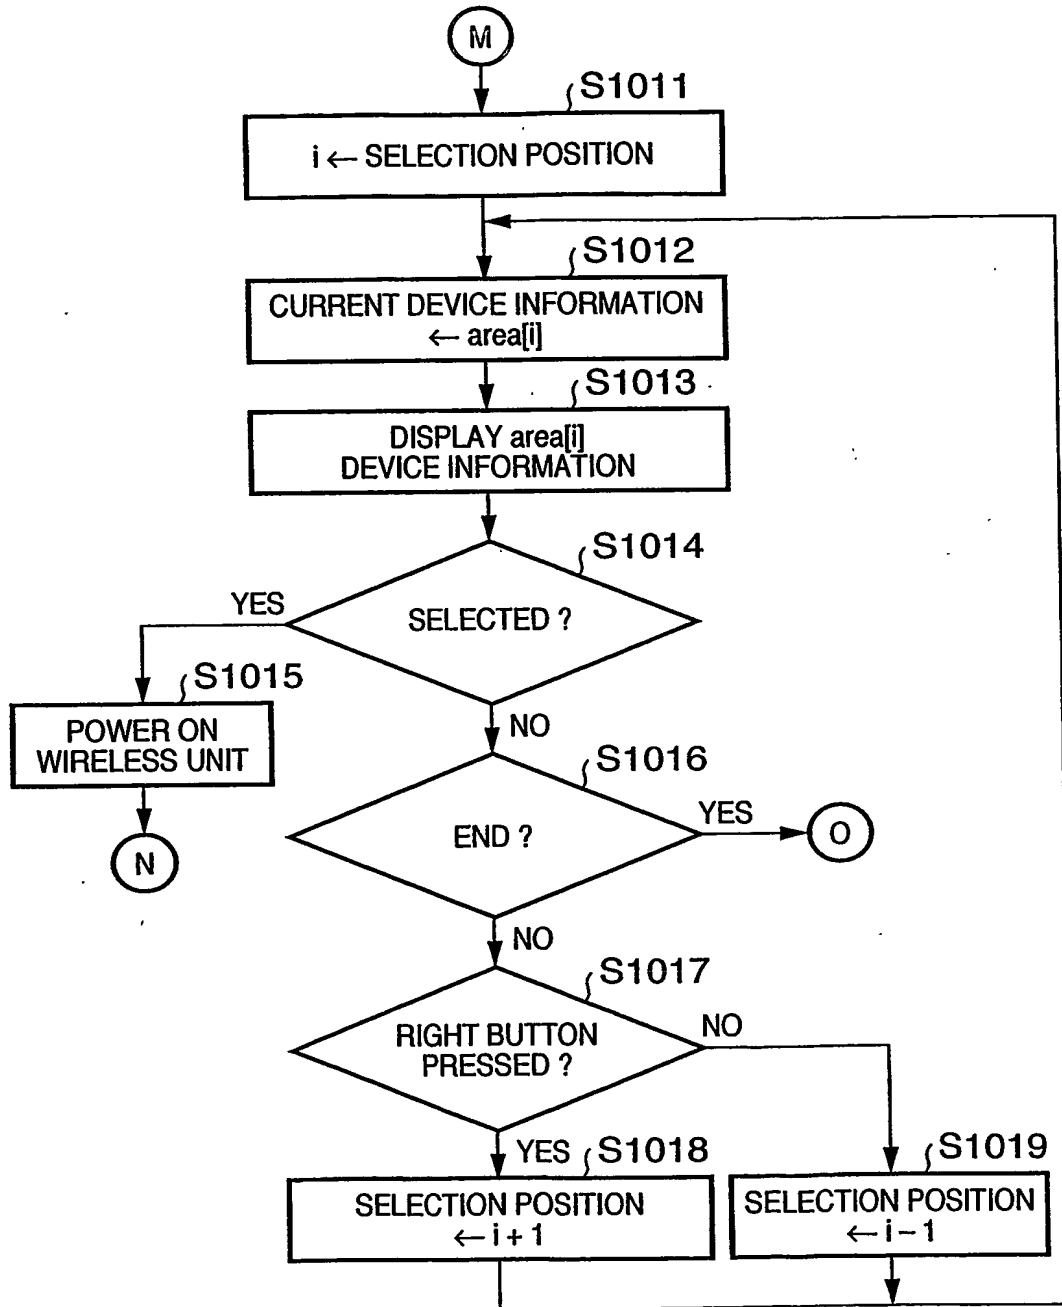 M
S1011
i ← SELECTION POSITION
S1012
CURRENT DEVICE INFORMATION
← area[i]
S1013
DISPLAY area[i]
DEVICE INFORMATION
S1014
YES
SELECTED ?
S1015
POWER ON
WIRELESS UNIT
NO
S1016
YES
END ?
O
N
NO
S1017
RIGHT BUTTON
PRESSED ?
NO
YES
S1018
S1019
SELECTION POSITION
← i + 1
SELECTION POSITION
← i – 1